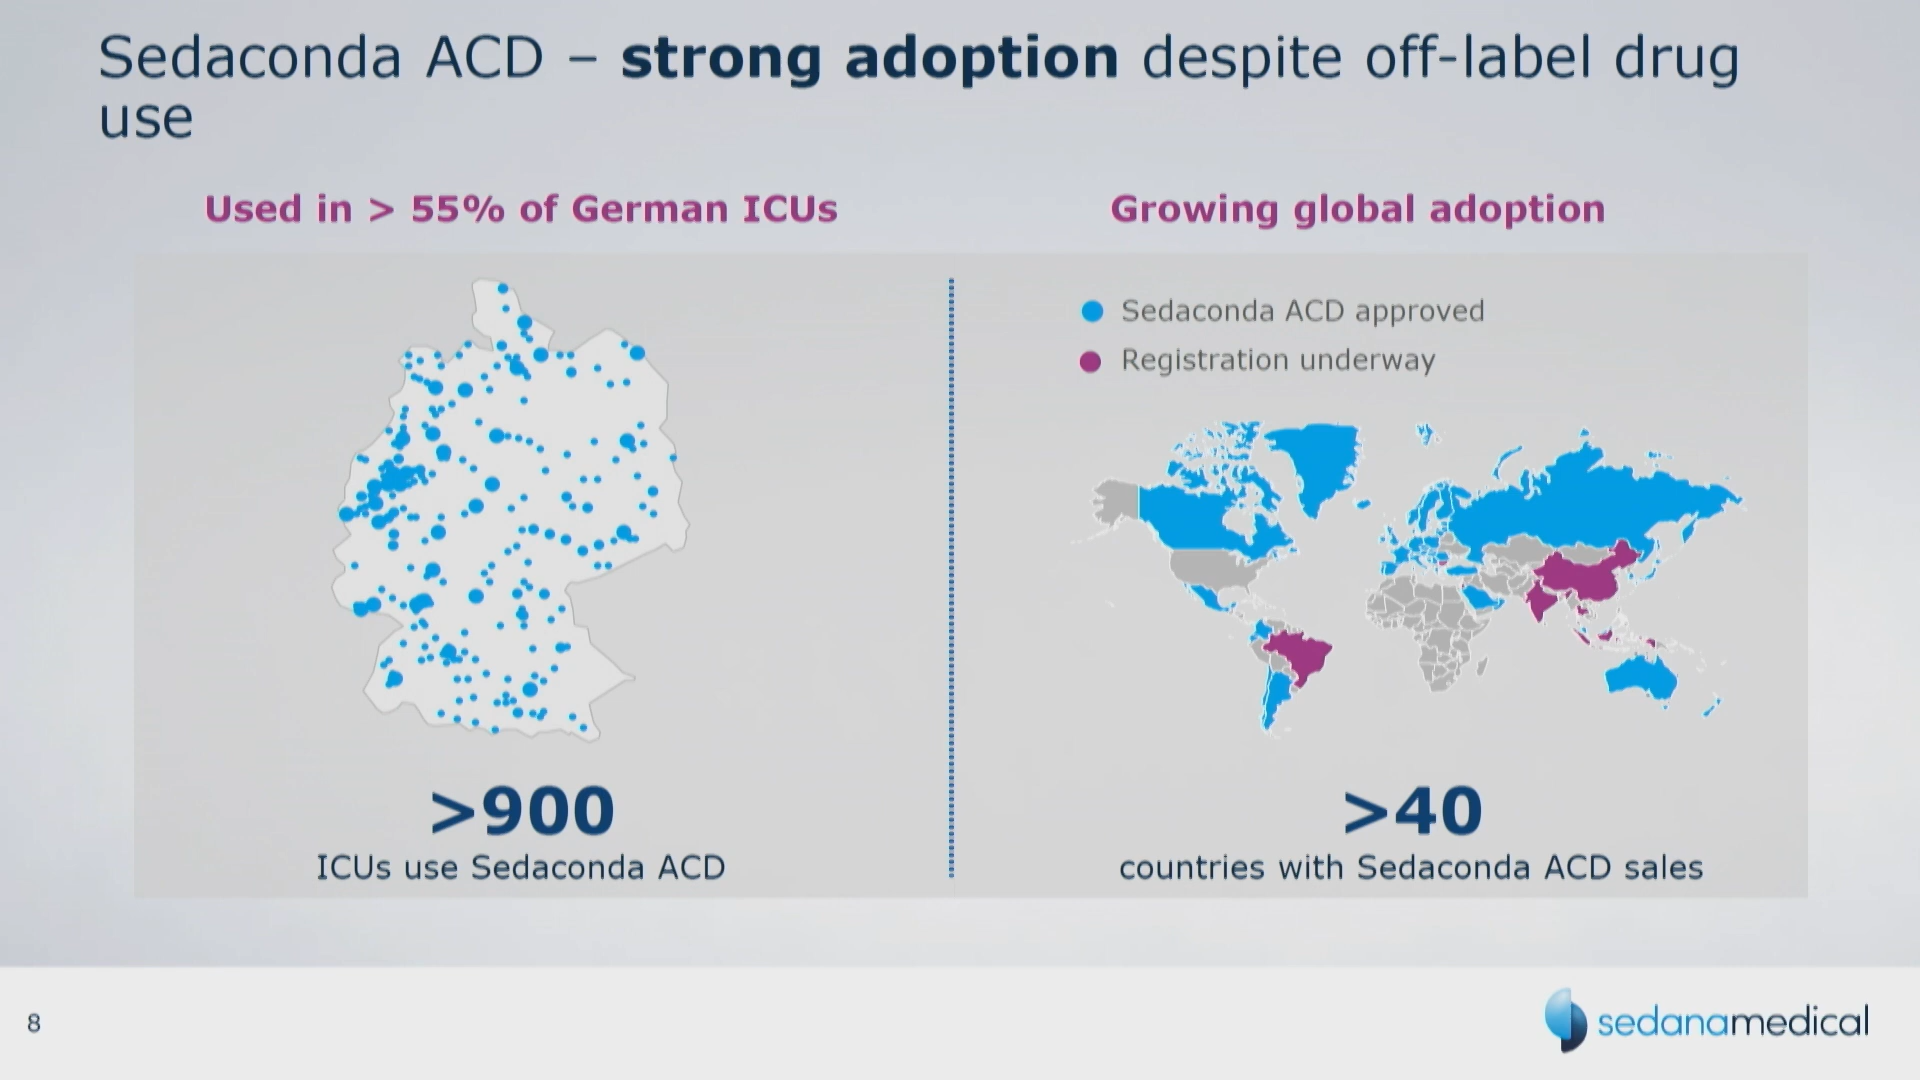 Sedaconda ACD – strong adoption despite off-label drug
use
Used in > 55% of German ICUs
Growing global adoption
Sedaconda ACD approved
Registration underway
>900
ICUs use Sedaconda ACD
>40
countries with Sedaconda ACD sales
8
sedanamedical